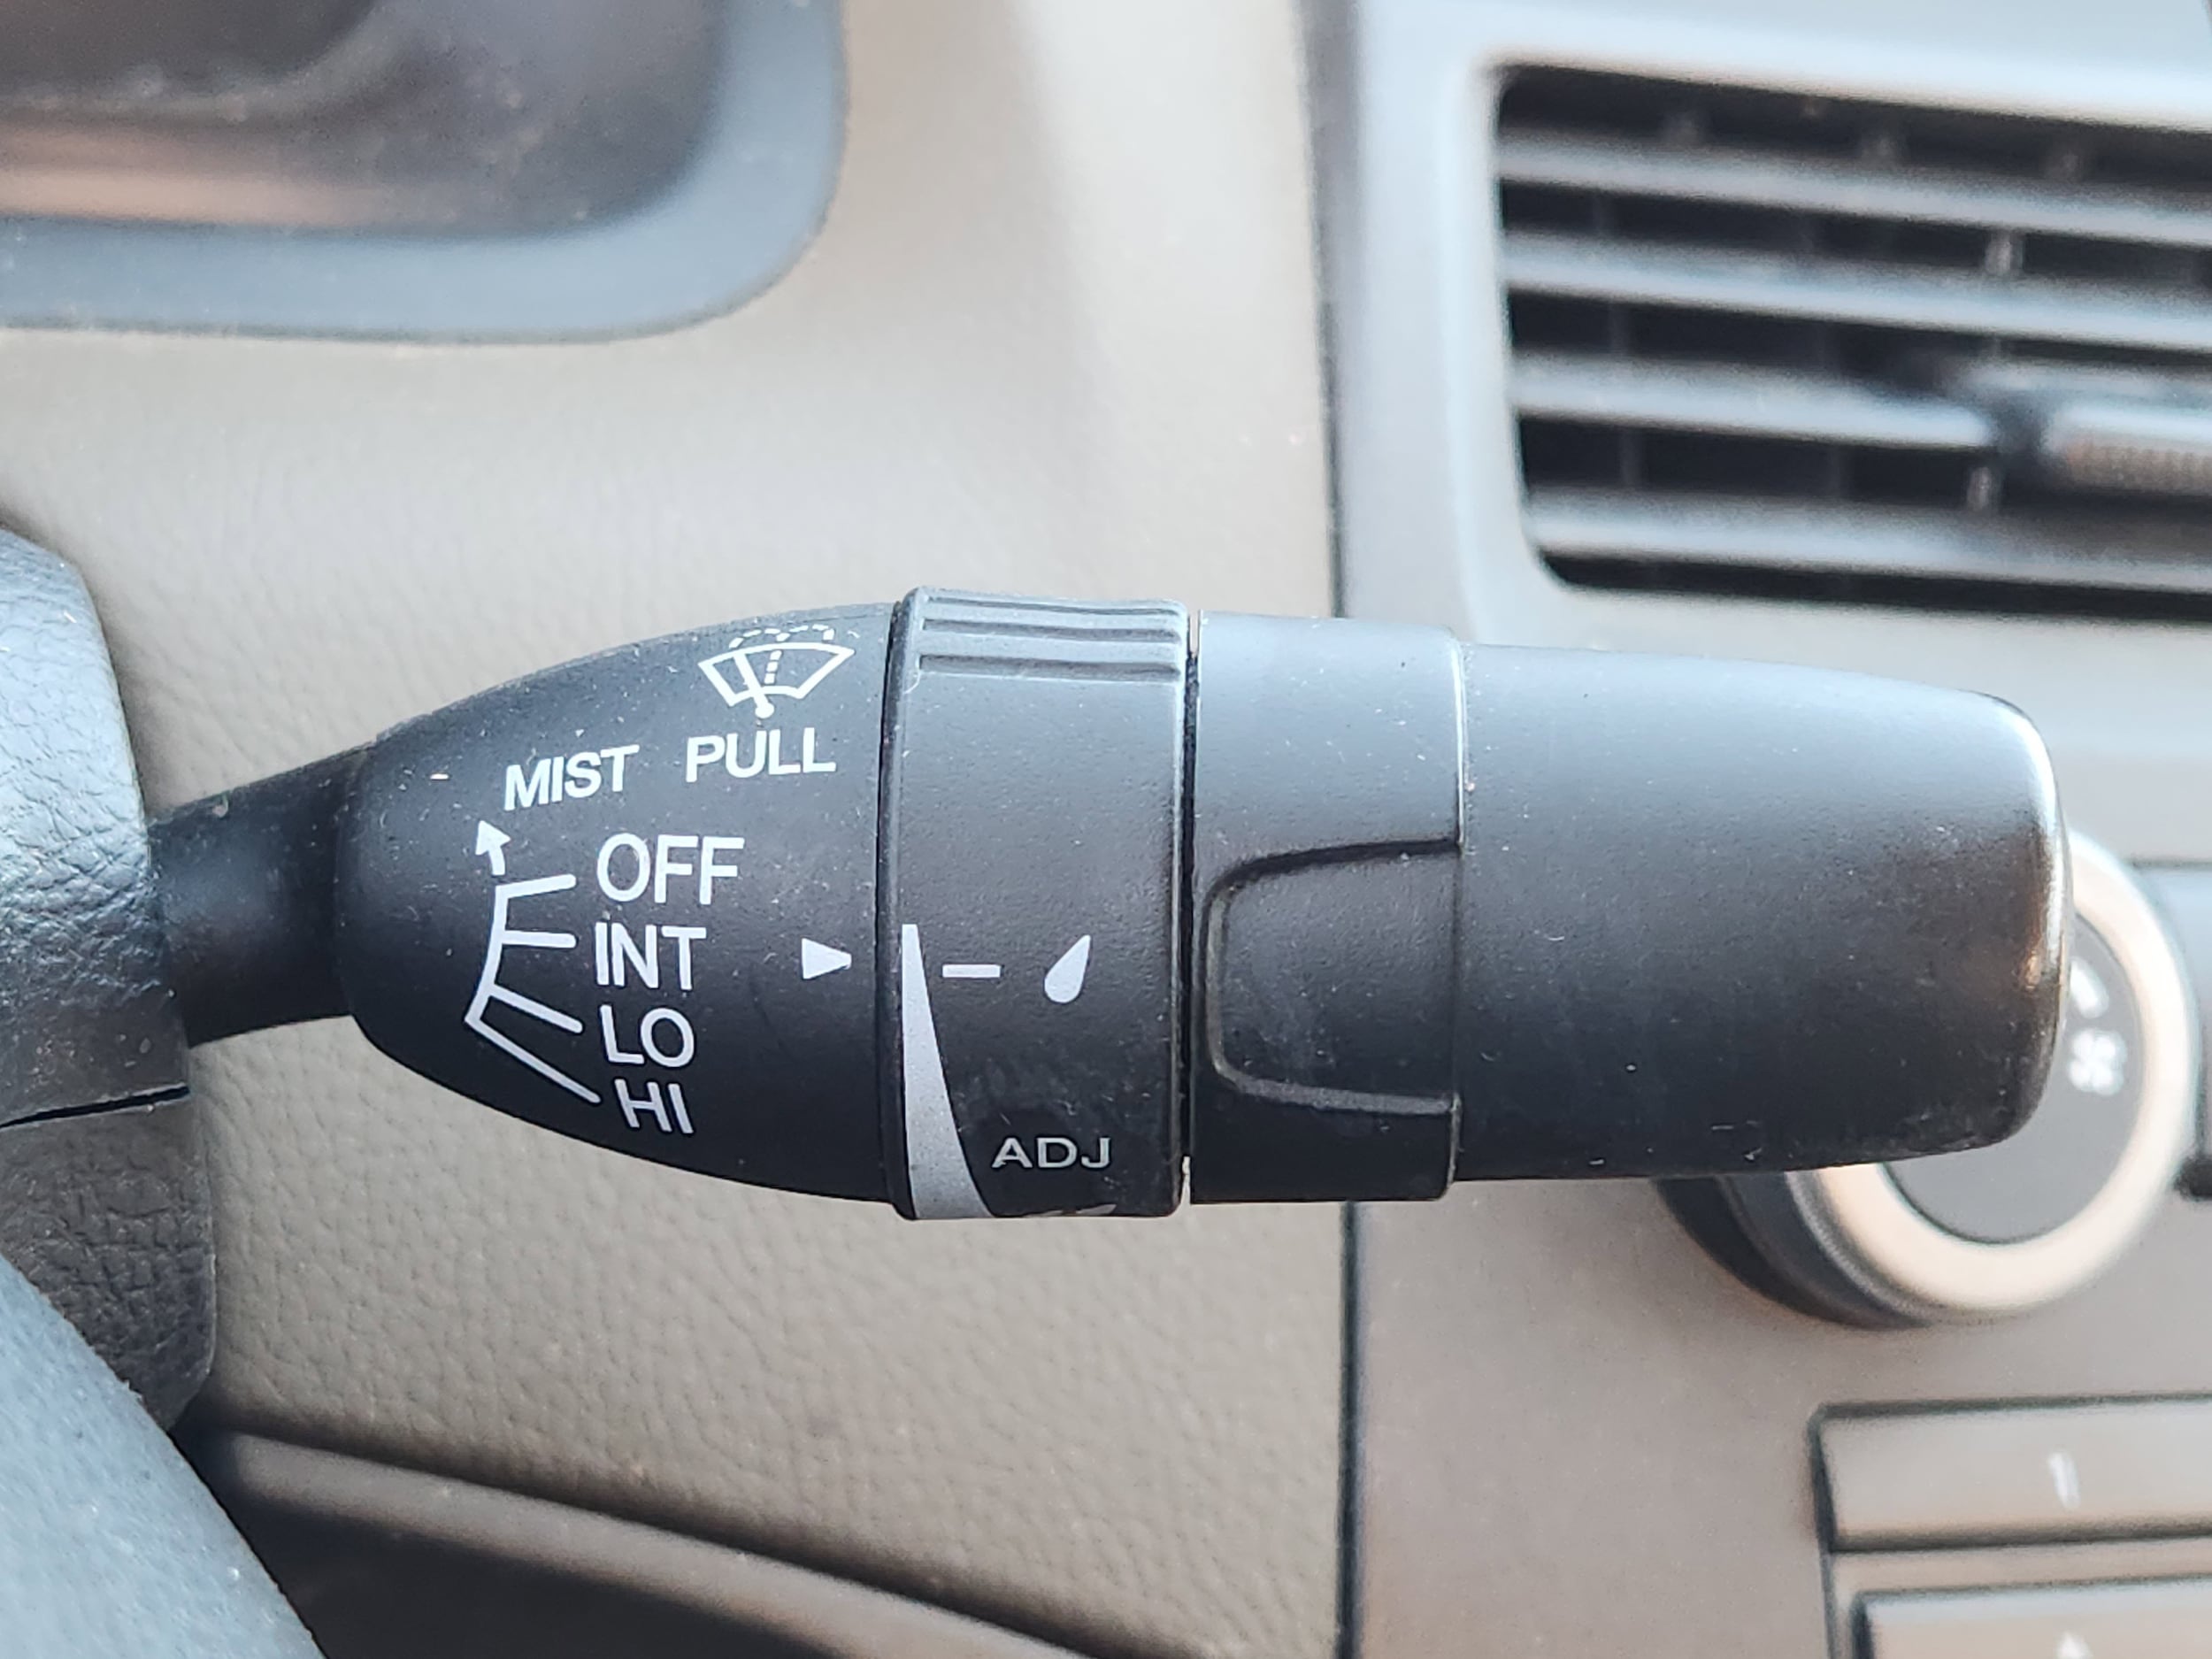 MIST PULL
OFF
INT
LO
HI
ADJ